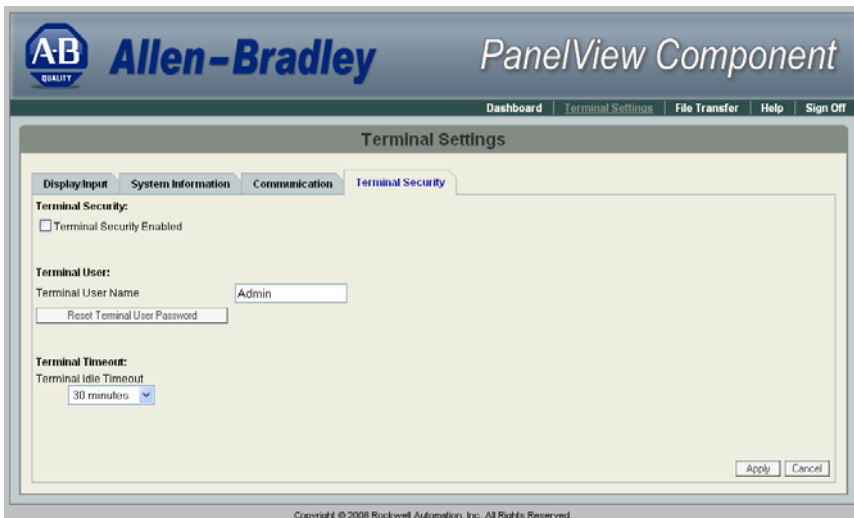 A·B
QUALITY
Allen-Bradley
PanelView Component
Dashboard | Terminal Settings | File Transfer | Help | Sign Off
Terminal Settings
Display/Input System Information Communication Terminal Security
Terminal Security:
Terminal Security Enabled
Terminal User:
Terminal User Name Admin
Reset Terminal User Password
Terminal Timeout:
Terminal Idle Timeout
30 minutes
Apply Cancel
Copyright © 2008 Rockwell Automation, Inc. All Rights Reserved.